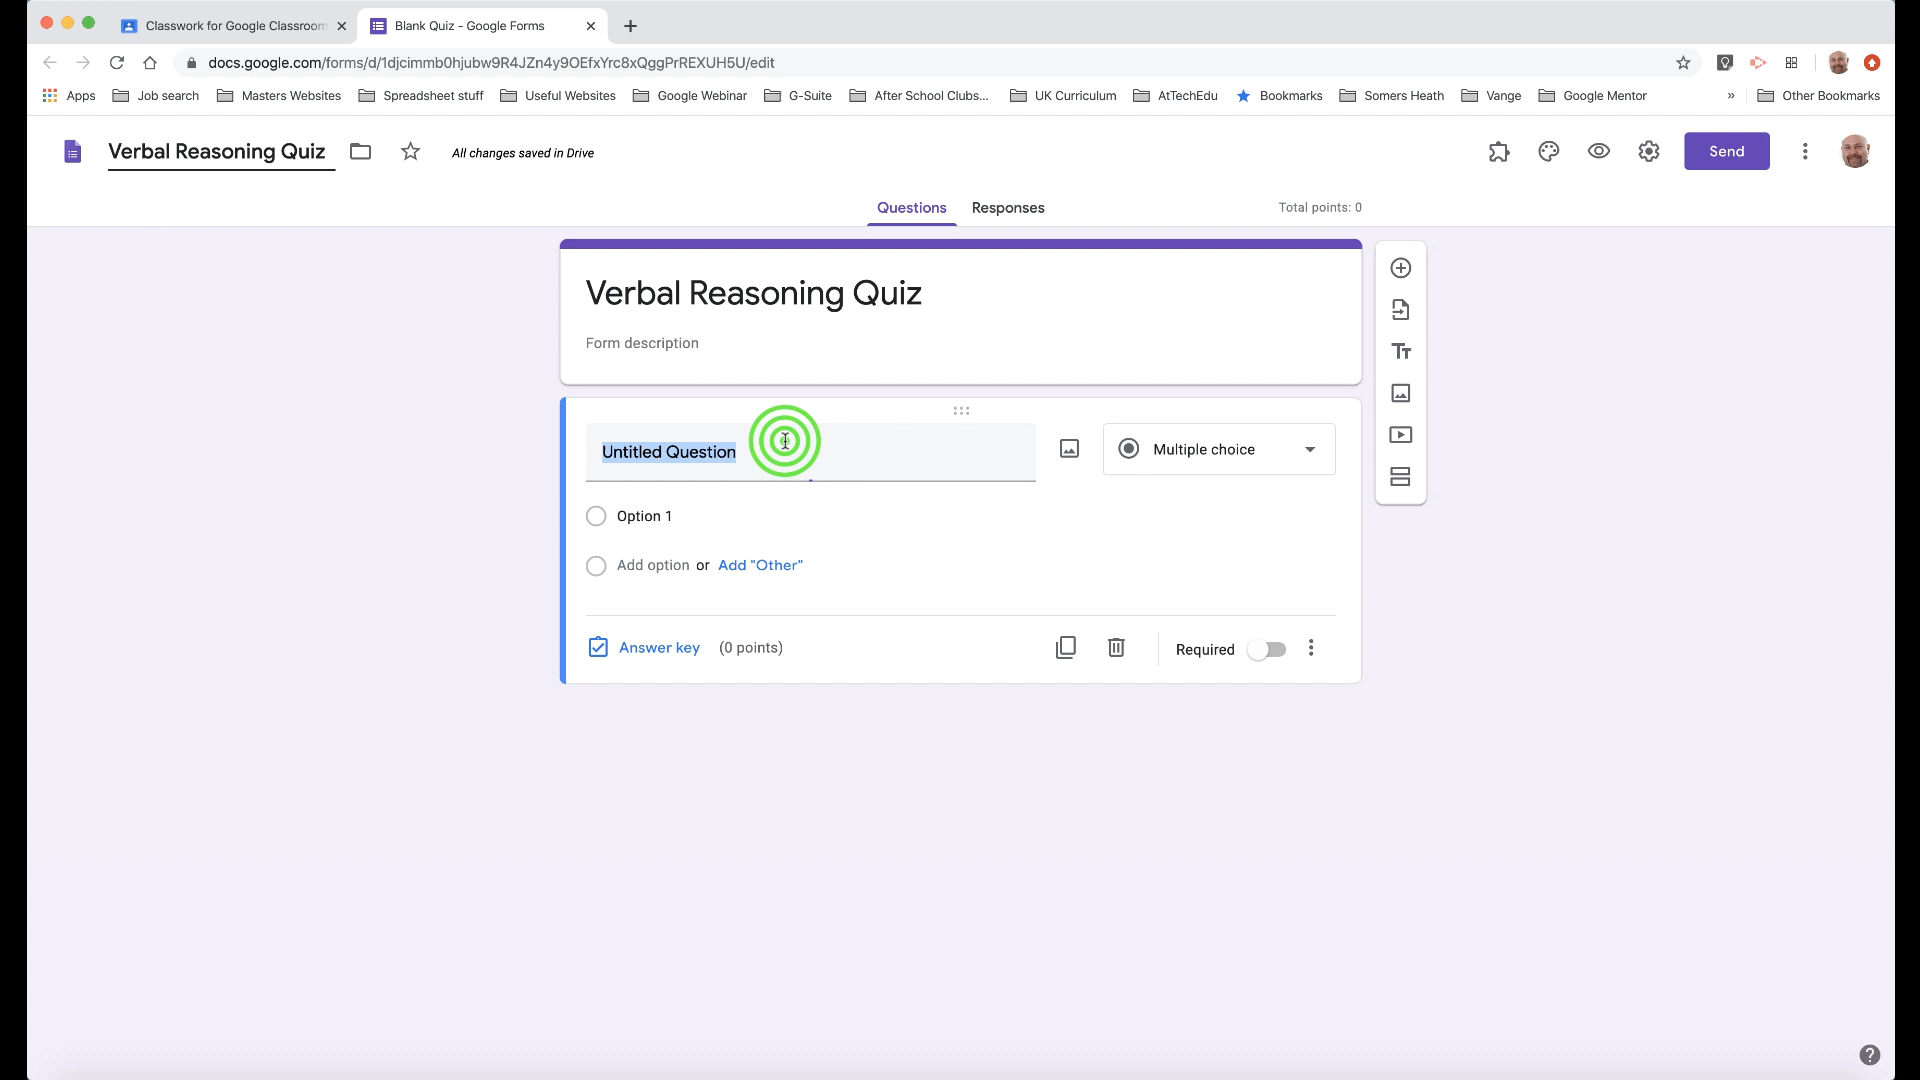 Classwork for Google Classroom
Blank Quiz - Google Forms
docs.google.com/forms/d/1djcimmb0hjubw9R4JZn4y9OEfxYrc8xQggPrREXUH5U/edit
Apps Job search Masters Websites Spreadsheet stuff Useful Websites Google Webinar G-Suite After School Clubs... UK Curriculum AtTechEdu Bookmarks Somers Heath Vange Google Mentor » Other Bookmarks
Verbal Reasoning Quiz All changes saved in Drive Send
Questions Responses Total points: 0
Verbal Reasoning Quiz
Form description
Untitled Question Multiple choice
Option 1
Add option or Add "Other"
Answer key (0 points) Required